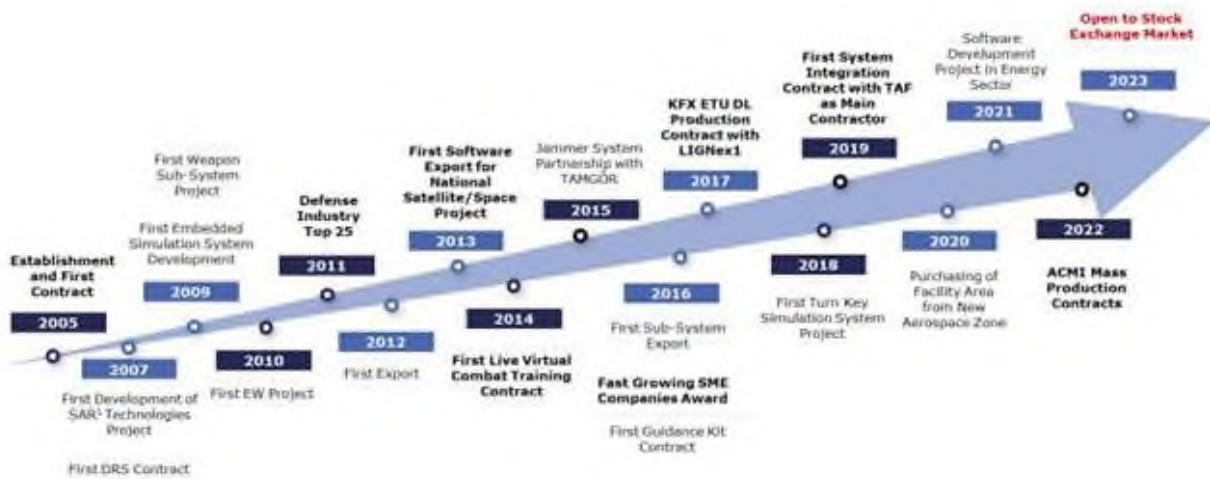 Establishment
and First
Contract
2005
2007
First Development of
SAR¹ Technologies
Project
First DRS Contract
First Weapon
Sub-System
Project
First Embedded
Simulation System
Development
2009
2010
First EW Project
Defense
Industry
Top 25
2011
2012
First Export
First Software
Export for
National
Satellite/Space
Project
2013
2014
First Live Virtual
Combat Training
Contract
Jammer System
Partnership with
TAMGÖR
2015
2016
First Sub-System
Export
Fast Growing SME
Companies Award
First Guidance Kit
Contract
KFX ETU DL
Production
Contract with
LIGNex1
2017
2018
First Turn Key
Simulation System
Project
First System
Integration
Contract with TAF
as Main
Contractor
2019
2020
Purchasing of
Facility Area
from New
Aerospace Zone
Software
Development
Project in Energy
Sector
2021
2022
ACMI Mass
Production
Contracts
Open to Stock
Exchange Market
2023